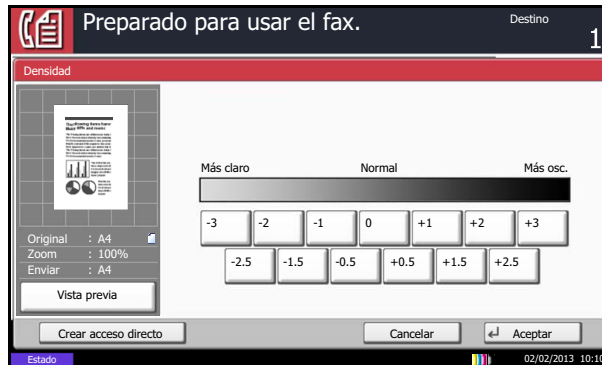 Preparado para usar el fax.
Destino
1
Densidad
Más claro Normal Más osc.
-3 -2 -1 0 +1 +2 +3
-2.5 -1.5 -0.5 +0.5 +1.5 +2.5
Original : A4
Zoom : 100%
Enviar : A4
Vista previa
Crear acceso directo
Cancelar
Aceptar
Estado
02/02/2013 10:10